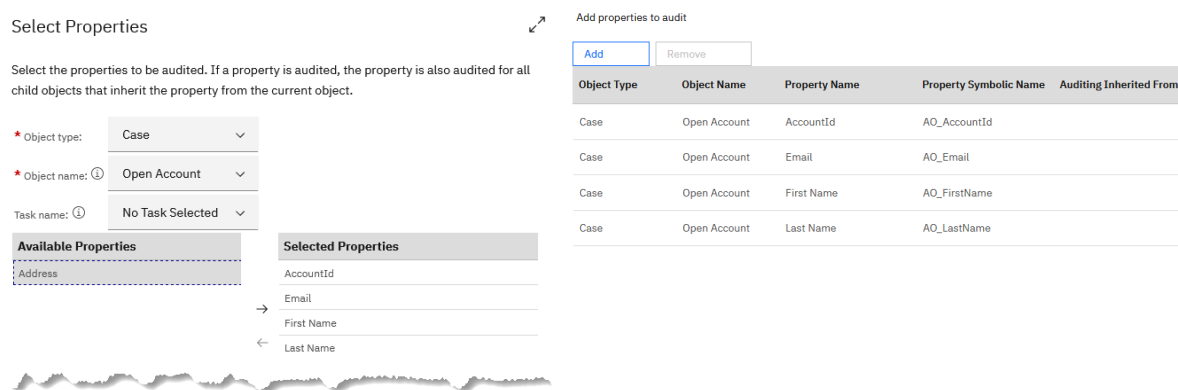 Select Properties
Select the properties to be audited. If a property is audited, the property is also audited for all
child objects that inherit the property from the current object.
* Object type: Case
* Object name: Open Account
Task name: No Task Selected
Available Properties
Address
Selected Properties
AccountId
Email
First Name
Last Name
Add properties to audit
Add Remove
Object Type Object Name Property Name Property Symbolic Name Auditing Inherited From
Case Open Account AccountId AO_AccountId
Case Open Account Email AO_Email
Case Open Account First Name AO_FirstName
Case Open Account Last Name AO_LastName